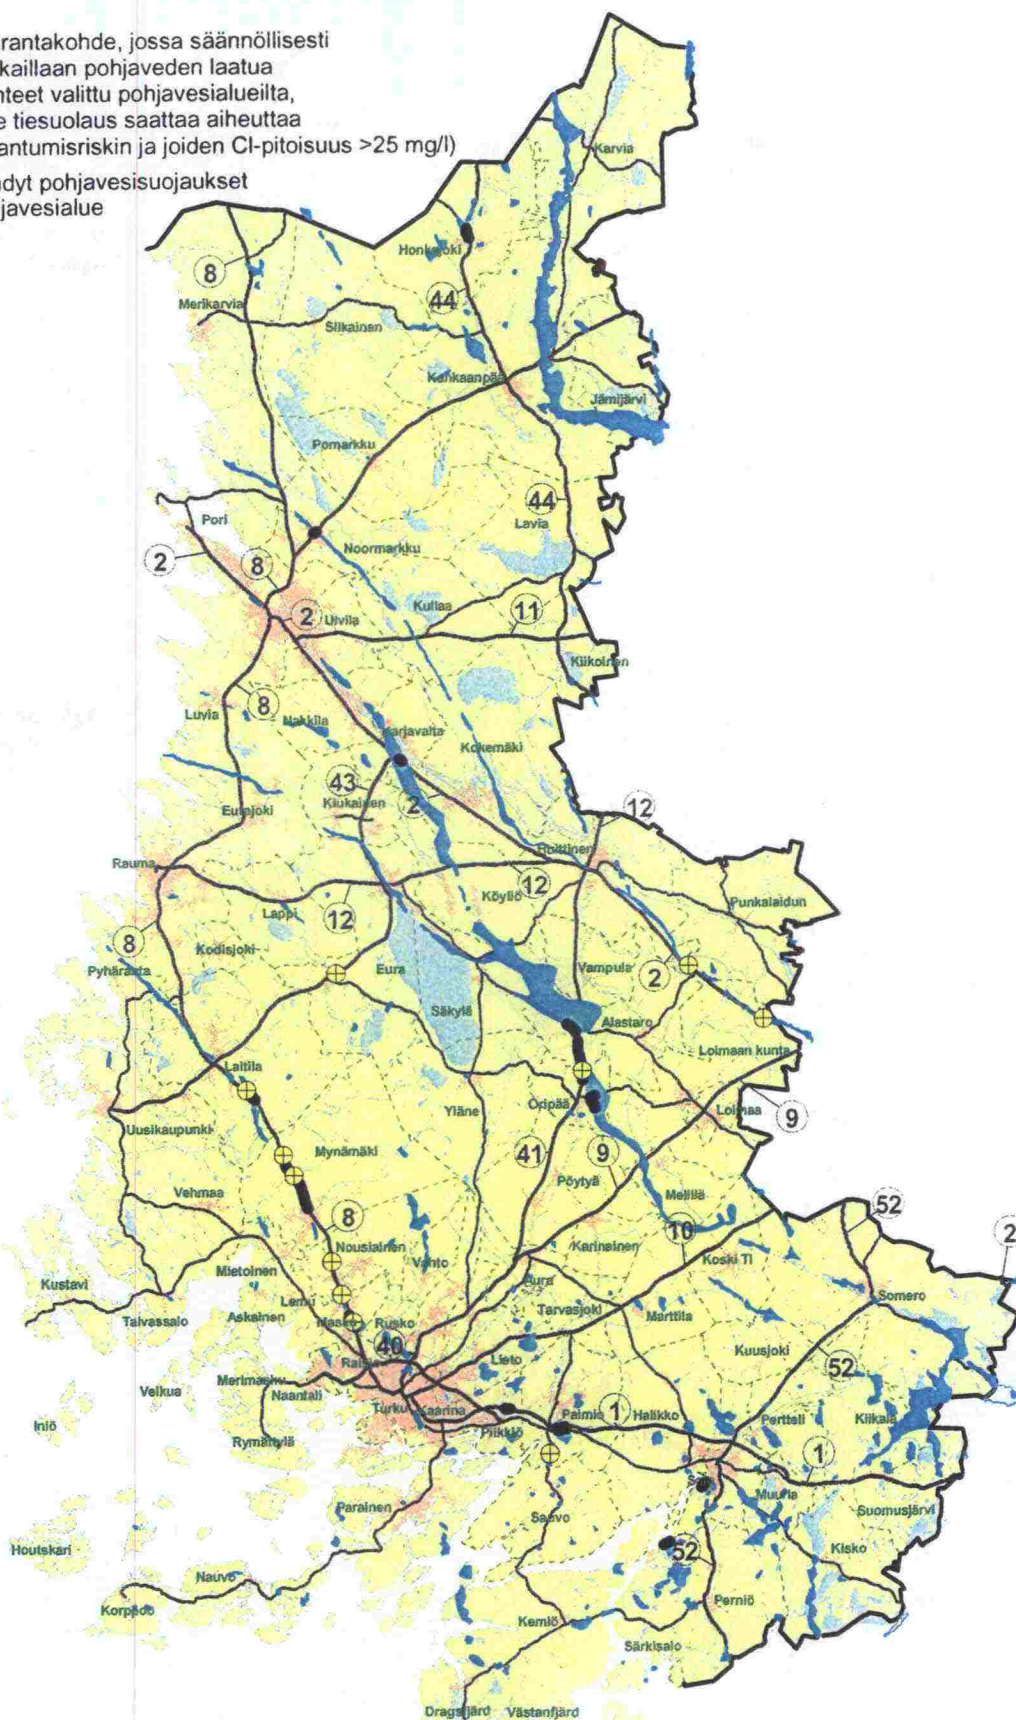 rantakohde, jossa säännöllisesti
kaillaan pohjaveden laatua
teet valittu pohjavesialueilta,
e tiesuolaus saattaa aiheuttaa
antumisriskin ja joiden Cl-pitoisuus >25 mg/l)
dyt pohjavesisuojaukset
javesialue
Karvia
Honkajoki
8
44
Merikarvia
Siikainen
Kankaanpää
Jämijärvi
Pomarkku
44
Pori
Lavia
Noormarkku
2
8
Kullaa
11
2
Ulvila
Kiikoinen
8
Luvia
Nakkila
Harjavalta
Kokemäki
43
2
Kiukainen
12
Eurajoki
Huittinen
Rauma
12
Köyliö
12
Lappi
Punkalaidun
8
Kodisjoki
Eura
Vampula
2
Pyhäranta
Säkylä
Alastaro
Loimaan kunta
Laitila
Yläne
Oripää
Loimaa
9
Uusikaupunki
Mynämäki
41
9
Pöytyä
Vehmaa
Mellilä
52
8
10
2
Nousiainen
Karinainen
Koski Tl
Vahto
Mietoinen
Kustavi
Aura
Somero
Lemu
Taivassalo
Askainen
Masku
Rusko
Tarvasjoki
Marttila
40
Kuusjoki
52
Raisio
Lieto
Merimasku
Velkua
Naantali
Turku
Kaarina
Paimio
1
Halikko
Pertteli
Kiikala
Iniö
Rymättylä
Piikkiö
1
Muurla
Suomusjärvi
Parainen
Sauvo
Houtskari
52
Kisko
Nauvo
Korppoo
Perniö
Kemiö
Särkisalo
Dragsfjärd
Västanfjärd